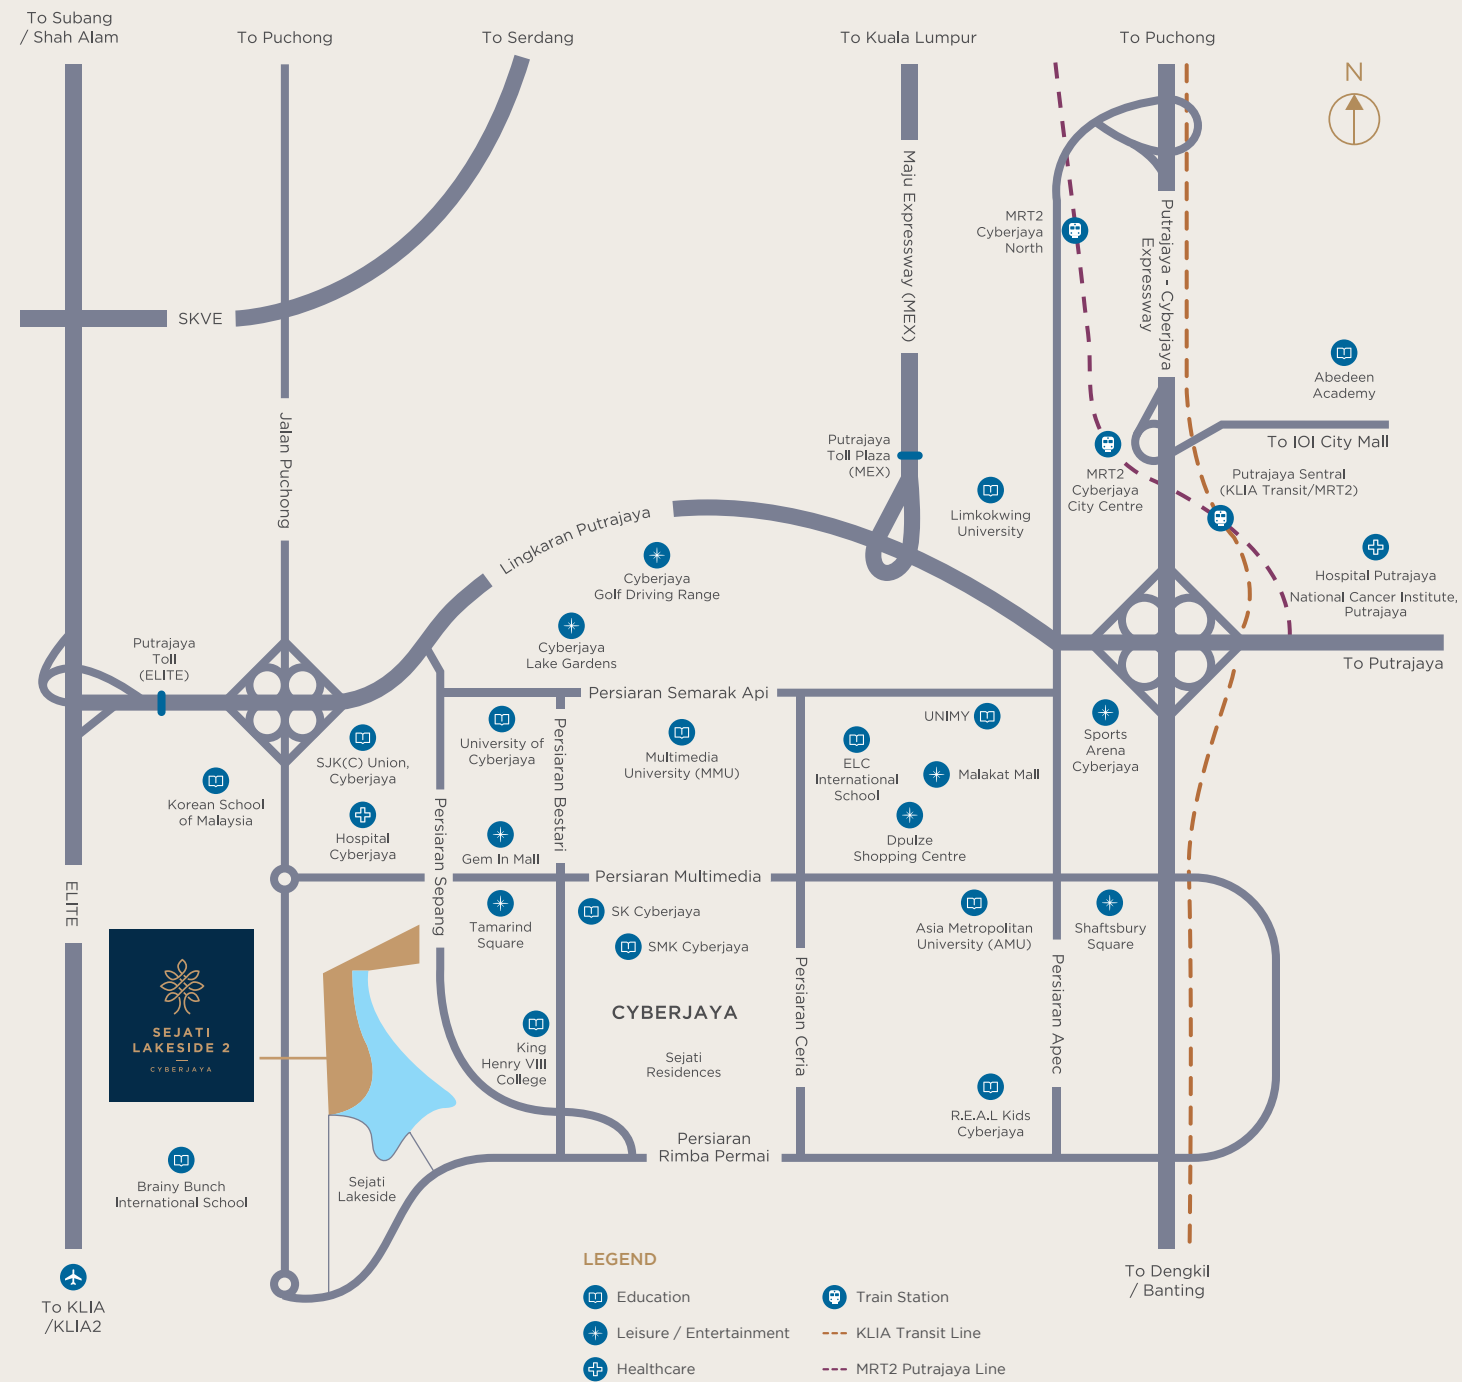 To Subang
/ Shah Alam
To Puchong
To Serdang
To Kuala Lumpur
To Puchong
N
Maju Expressway (MEX)
Putrajaya - Cyberjaya
Expressway
MRT2
Cyberjaya
North
SKVE
Jalan Puchong
Abedeen
Academy
To IOI City Mall
Putrajaya
Toll Plaza
(MEX)
MRT2
Cyberjaya
City Centre
Putrajaya Sentral
(KLIA Transit/MRT2)
Limkokwing
University
Lingkaran Putrajaya
Cyberjaya
Golf Driving Range
Hospital Putrajaya
National Cancer Institute,
Putrajaya
Cyberjaya
Lake Gardens
Putrajaya
Toll
(ELITE)
To Putrajaya
Persiaran Semarak Api
University of
Cyberjaya
Persiaran Bestari
Multimedia
University (MMU)
UNIMY
Sports
Arena
Cyberjaya
SJK(C) Union,
Cyberjaya
ELC
International
School
Malakat Mall
Korean School
of Malaysia
Hospital
Cyberjaya
Persiaran Sepang
Gem In Mall
Dpulze
Shopping Centre
Persiaran Multimedia
ELITE
Tamarind
Square
SK Cyberjaya
SMK Cyberjaya
Asia Metropolitan
University (AMU)
Shaftsbury
Square
SEJATI
LAKESIDE 2
CYBERJAYA
CYBERJAYA
Persiaran Ceria
Persiaran Apec
King
Henry VIII
College
Sejati
Residences
R.E.A.L Kids
Cyberjaya
Persiaran
Rimba Permai
Brainy Bunch
International School
Sejati
Lakeside
To KLIA
/KLIA2
To Dengkil
/ Banting
LEGEND
Education
Train Station
Leisure / Entertainment
KLIA Transit Line
Healthcare
MRT2 Putrajaya Line